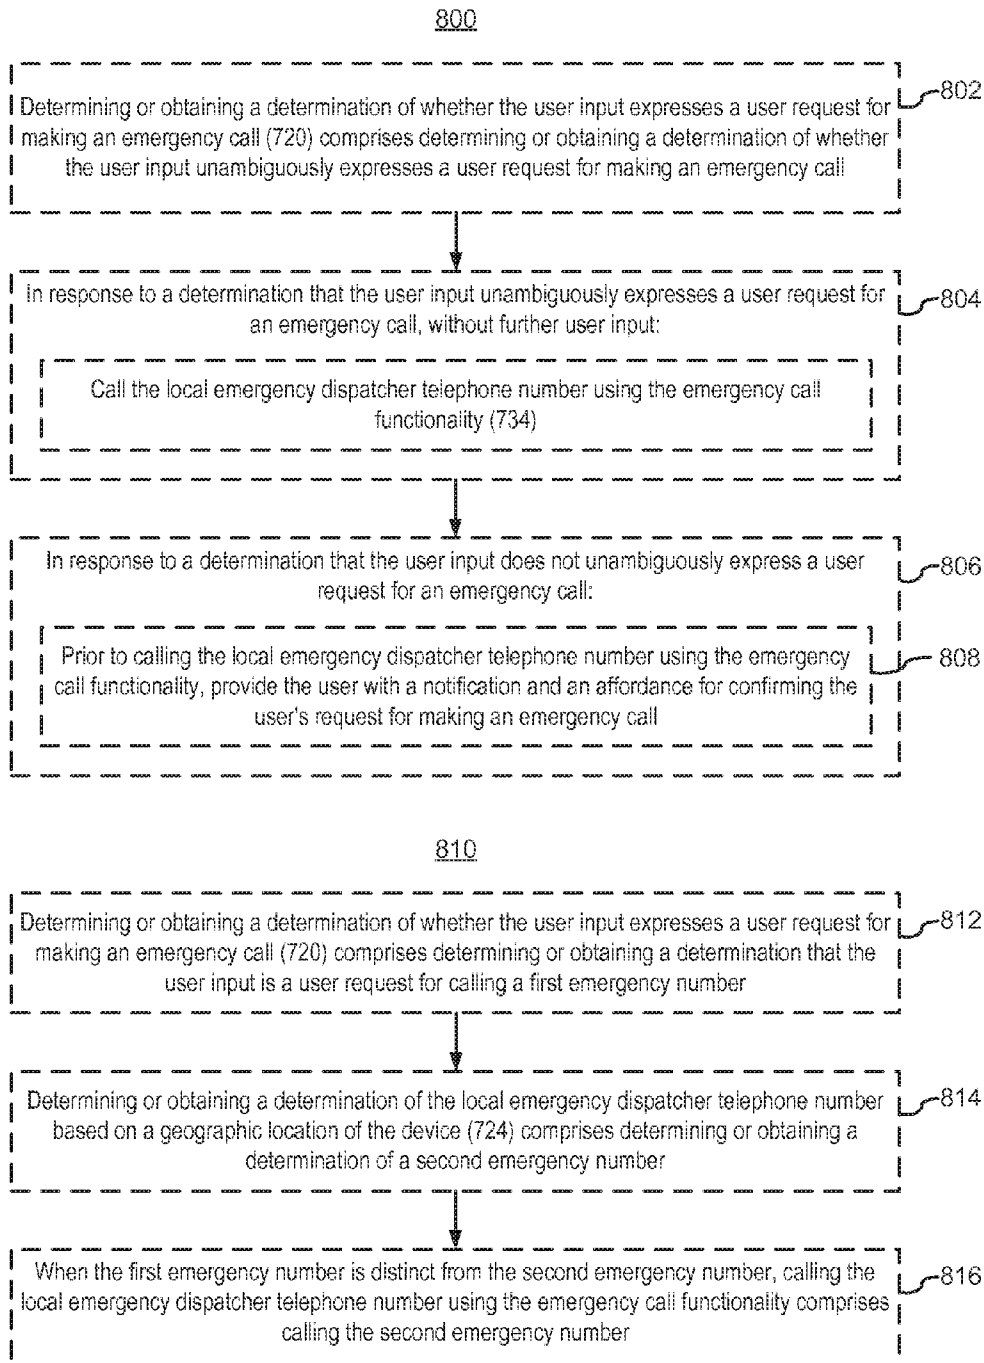 800
802
Determining or obtaining a determination of whether the user input expresses a user request for
making an emergency call (720) comprises determining or obtaining a determination of whether
the user input unambiguously expresses a user request for making an emergency call
804
In response to a determination that the user input unambiguously expresses a user request for
an emergency call, without further user input:
Call the local emergency dispatcher telephone number using the emergency call
functionality (734)
806
In response to a determination that the user input does not unambiguously express a user
request for an emergency call:
808
Prior to calling the local emergency dispatcher telephone number using the emergency
call functionality, provide the user with a notification and an affordance for confirming the
user's request for making an emergency call
810
812
Determining or obtaining a determination of whether the user input expresses a user request for
making an emergency call (720) comprises determining or obtaining a determination that the
user input is a user request for calling a first emergency number
814
Determining or obtaining a determination of the local emergency dispatcher telephone number
based on a geographic location of the device (724) comprises determining or obtaining a
determination of a second emergency number
816
When the first emergency number is distinct from the second emergency number, calling the
local emergency dispatcher telephone number using the emergency call functionality comprises
calling the second emergency number